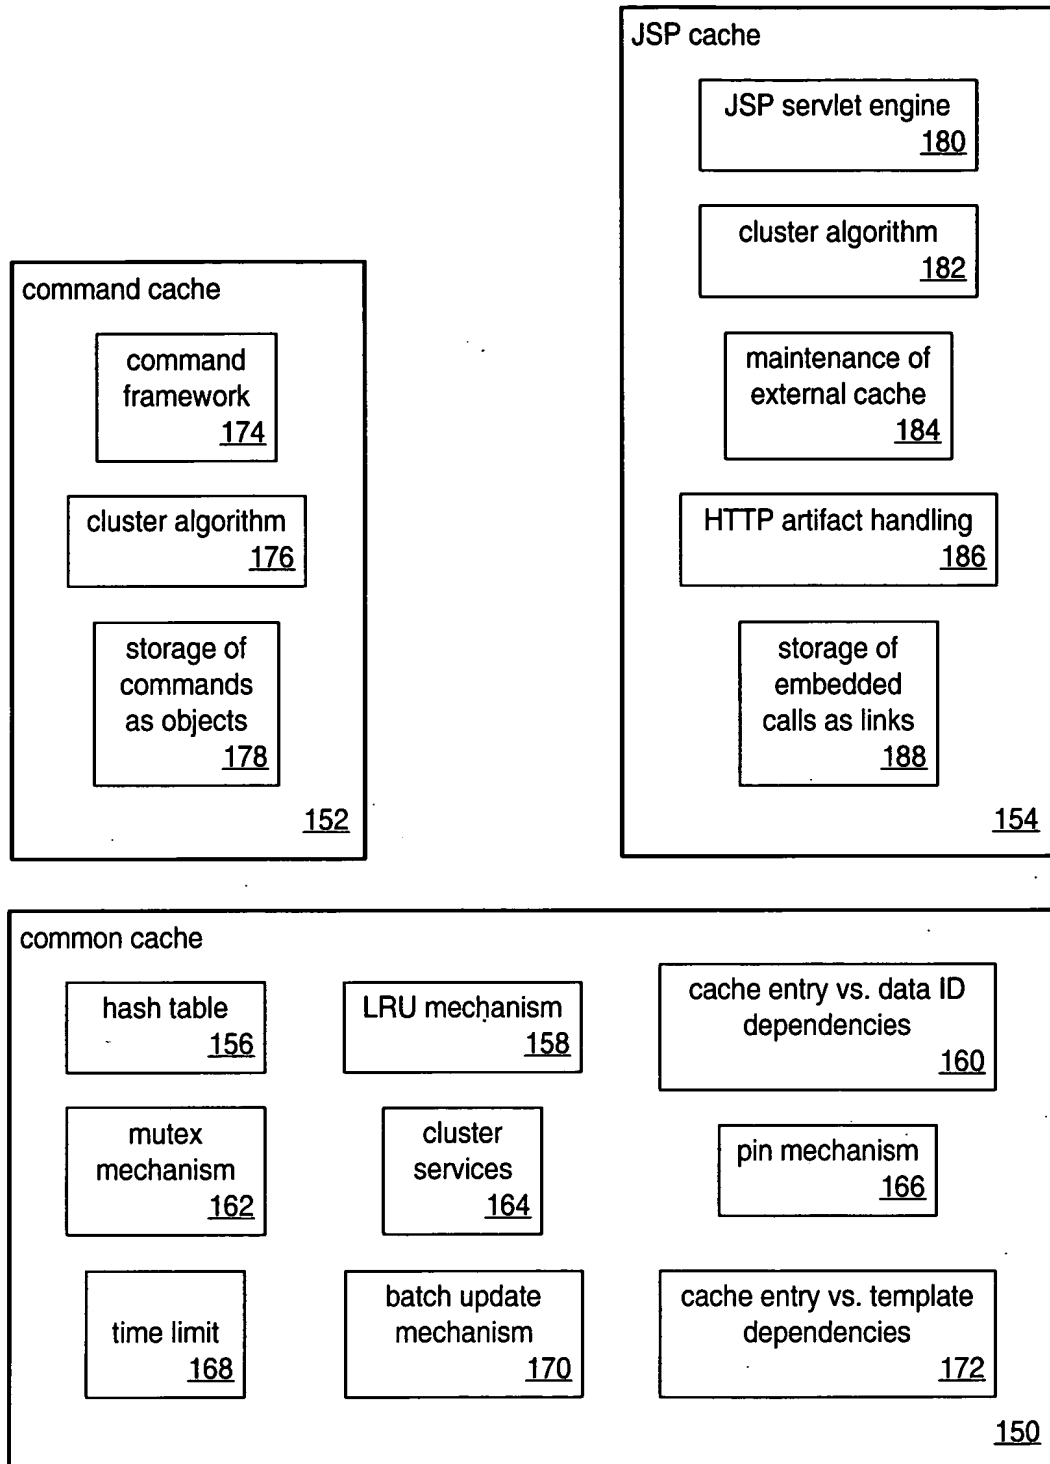 JSP cache
JSP servlet engine
180
cluster algorithm
182
maintenance of
external cache
184
HTTP artifact handling
186
storage of
embedded
calls as links
188
154
command cache
command
framework
174
cluster algorithm
176
storage of
commands
as objects
178
152
common cache
hash table
156
LRU mechanism
158
cache entry vs. data ID
dependencies
160
mutex
mechanism
162
cluster
services
164
pin mechanism
166
time limit
168
batch update
mechanism
170
cache entry vs. template
dependencies
172
150